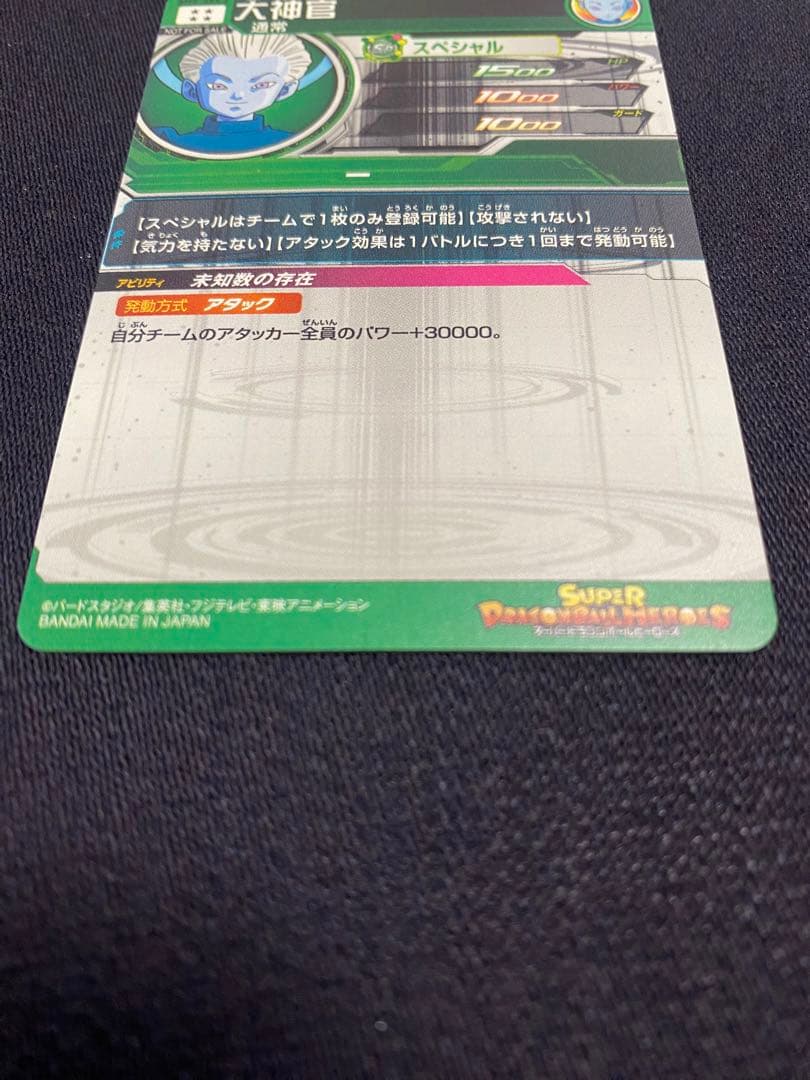 大神官
NOT FOR SALE
通常
スペシャル
HP
1500
パワー
1000
ガード
1000
ー
条件
【スペシャルはチームで1枚のみ登録可能】【攻撃されない】
【気力を持たない】【アタック効果は1バトルにつき1回まで発動可能】
アビリティ 未知数の存在
発動方式 アタック
自分チームのアタッカー全員のパワー+30000。
©バードスタジオ/集英社・フジテレビ・東映アニメーション
BANDAI MADE IN JAPAN
SUPER
DRAGONBALL HEROES
スーパードラゴンボールヒーローズ